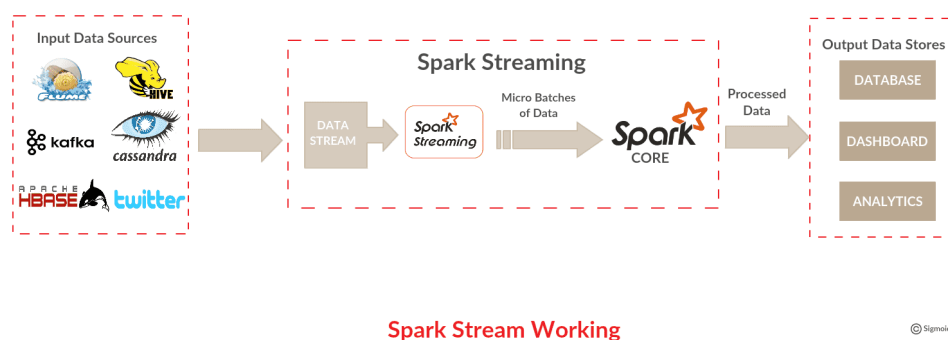 Input Data Sources
FLUME
HIVE
kafka
cassandra
APACHE
HBASE
twitter
Spark Streaming
DATA
STREAM
Spark
Streaming
Micro Batches
of Data
Spark
CORE
Processed
Data
Output Data Stores
DATABASE
DASHBOARD
ANALYTICS
Spark Stream Working
©